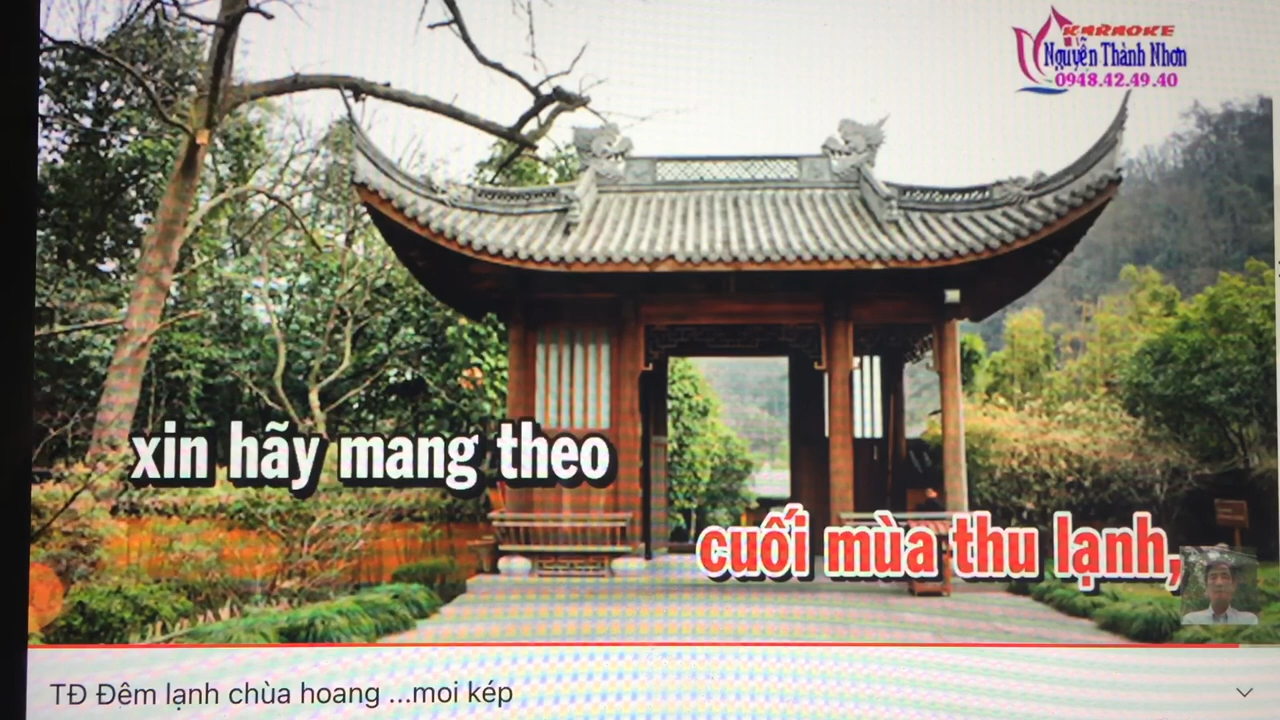 KARAOKE
Nguyễn Thành Nhơn
0948.42.49.40
xin hãy mang theo
cuối mùa thu lạnh,
TĐ Đêm lạnh chùa hoang ...moi kép